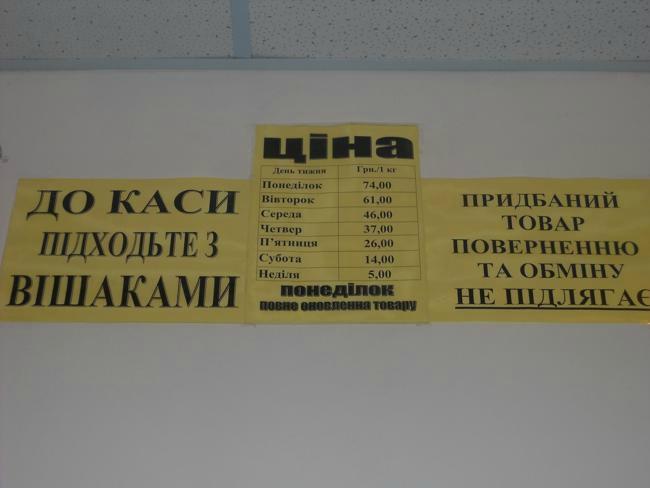 ДО КАСИ
ПІДХОДЬТЕ З
ВІШАКАМИ
ціна
День тижня Грн./1 кг
Понеділок 74,00
Вівторок 61,00
Середа 46,00
Четвер 37,00
П'ятниця 26,00
Субота 14,00
Неділя 5,00
понеділок
повне оновлення товару
ПРИДБАНИЙ
ТОВАР
ПОВЕРНЕННЮ
ТА ОБМІНУ
НЕ ПІДЛЯГАЄ